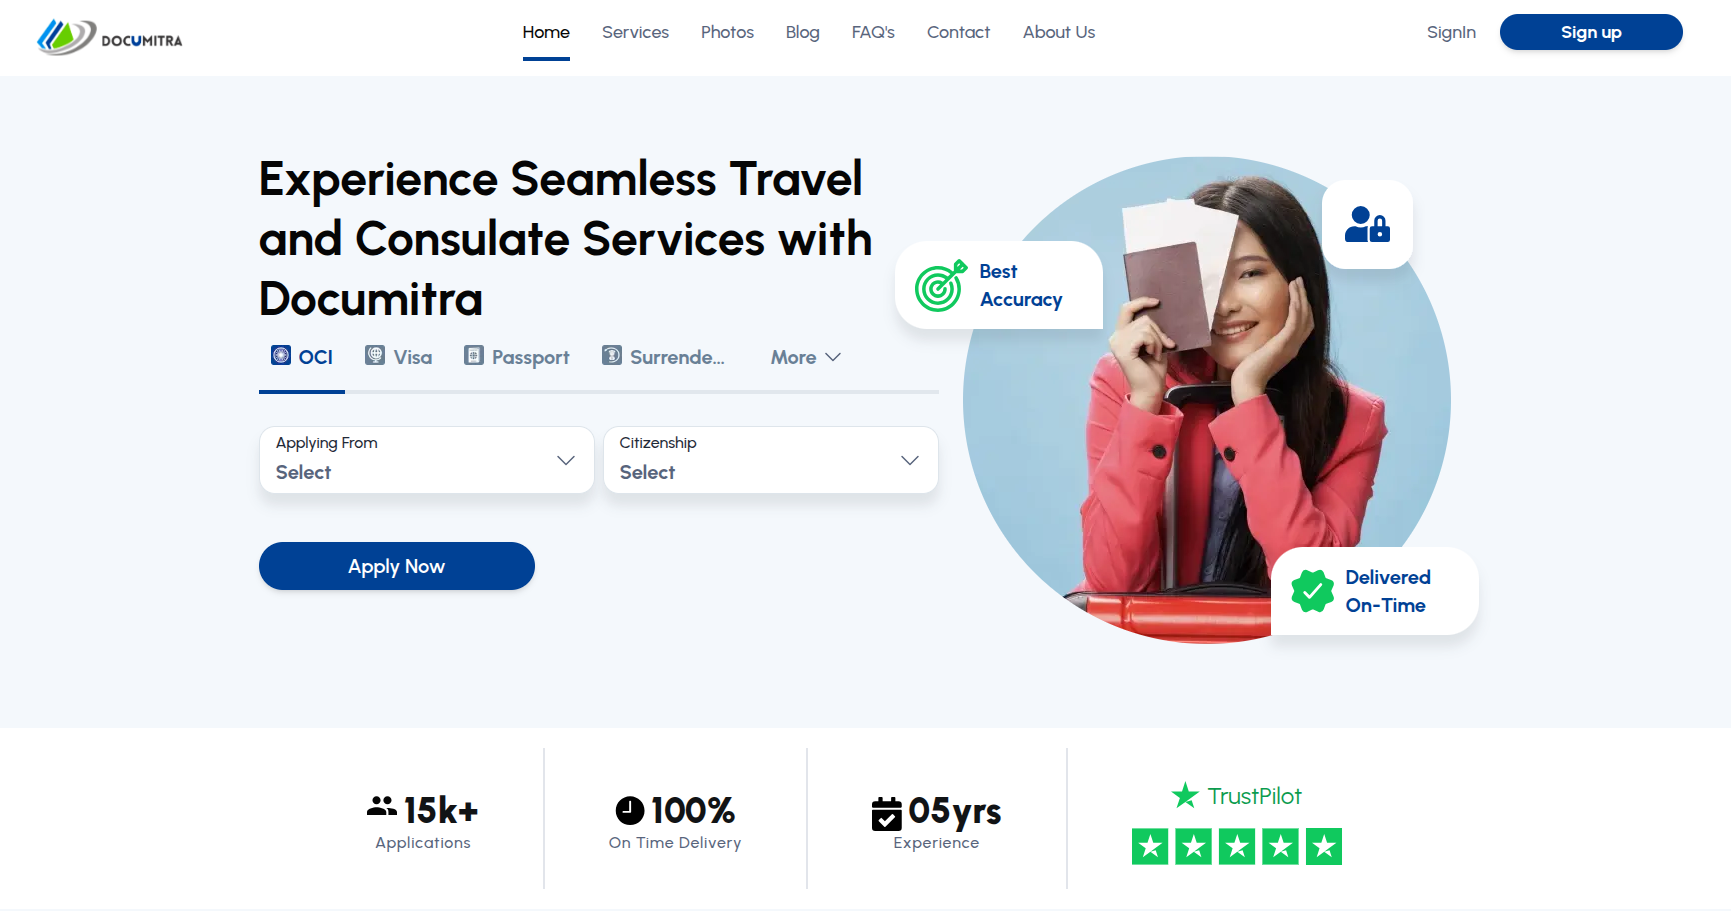 DOCUMITRA
Home
Services
Photos
Blog
FAQ's
Contact
About Us
SignIn
Sign up
Experience Seamless Travel
and Consulate Services with
Documitra
OCI
Visa
Passport
Surrende...
More
Applying From
Select
Citizenship
Select
Apply Now
Best
Accuracy
Delivered
On-Time
15k+
Applications
100%
On Time Delivery
05yrs
Experience
TrustPilot